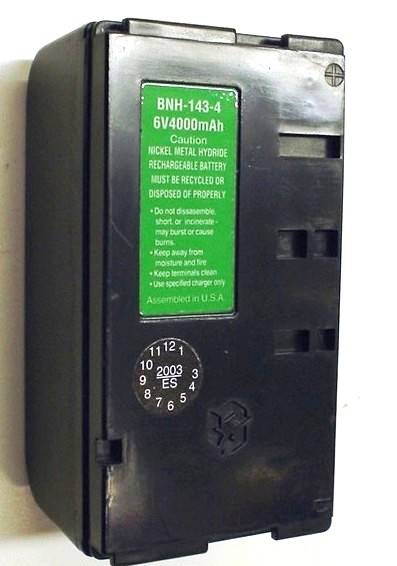 BNH-143-4
6V4000mAh
Caution
NICKEL METAL HYDRIDE
RECHARGEABLE BATTERY
MUST BE RECYCLED OR
DISPOSED OF PROPERLY
• Do not dissasemble,
short, or incinerate -
may burst or cause
burns.
• Keep away from
moisture and fire
• Keep terminals clean
• Use specified charger only
Assembled in U.S.A.
11 12 1
10 2003 3
9 ES 4
8 7 6 5